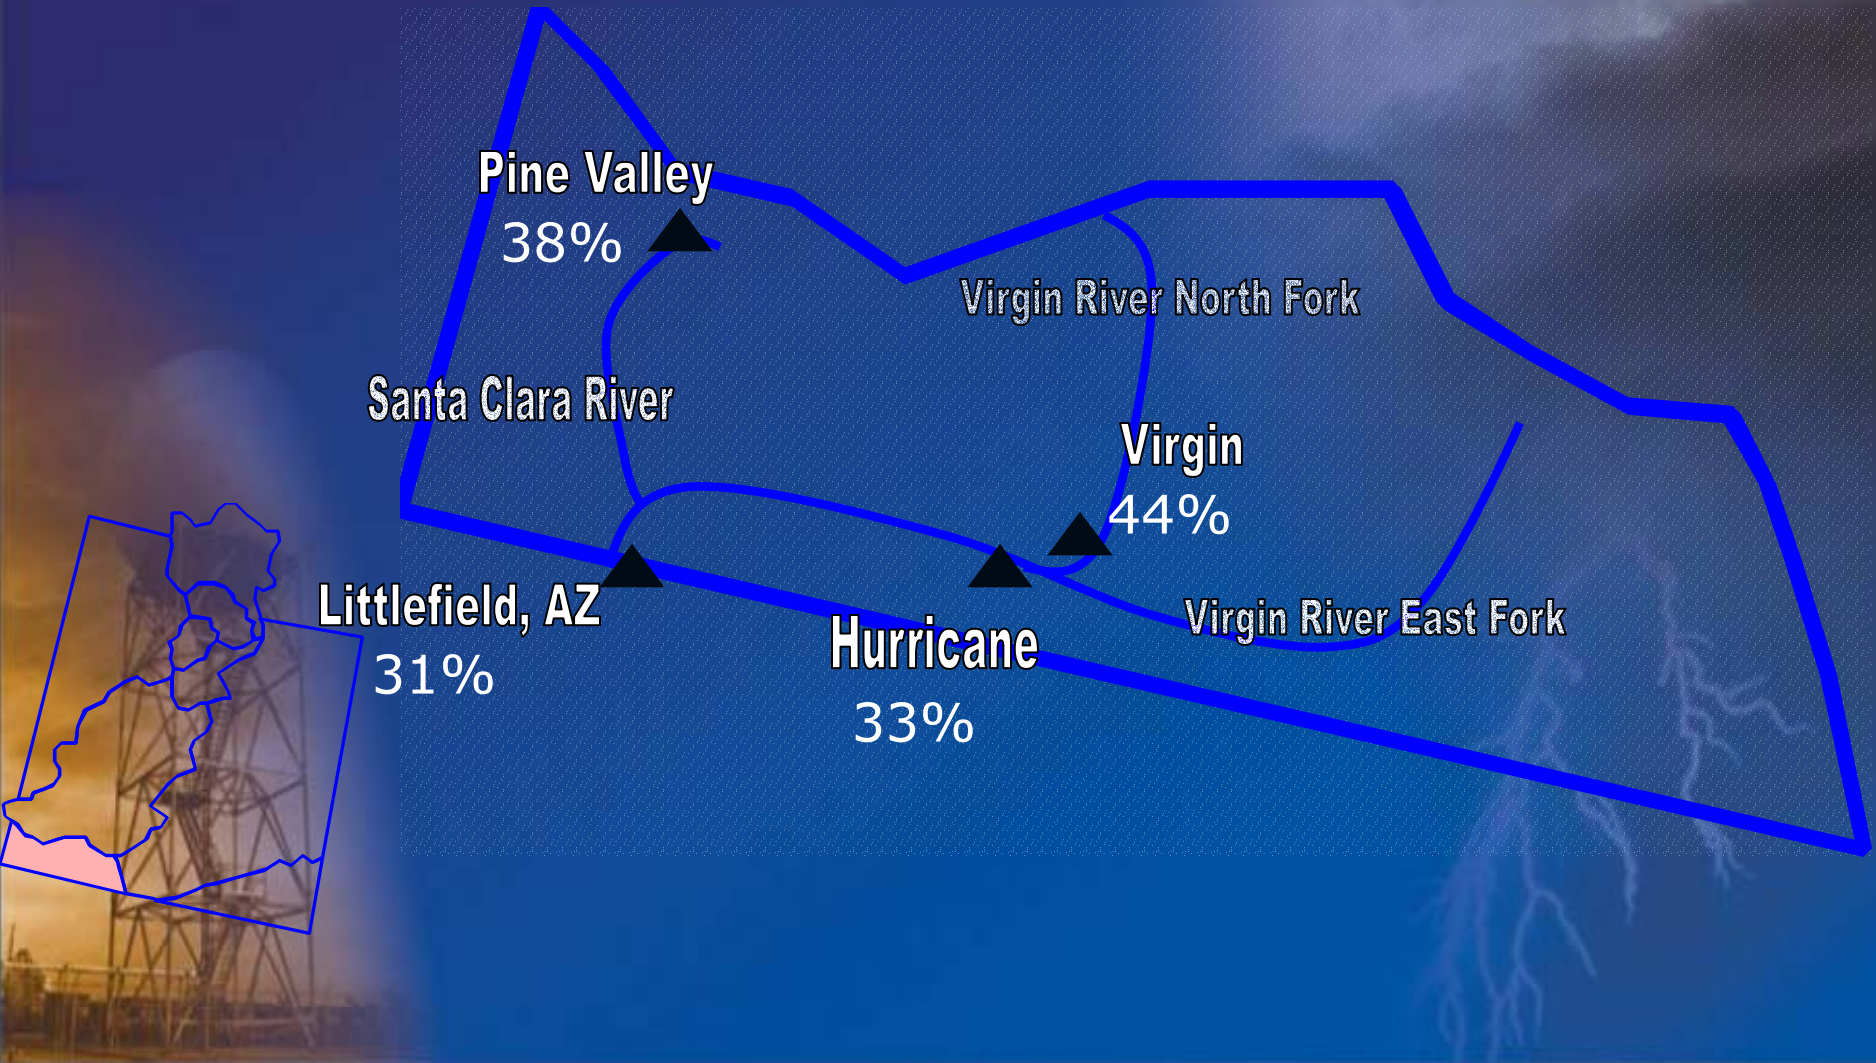 Pine Valley
38%
Virgin River North Fork
Santa Clara River
Virgin
44%
Littlefield, AZ
31%
Hurricane
33%
Virgin River East Fork